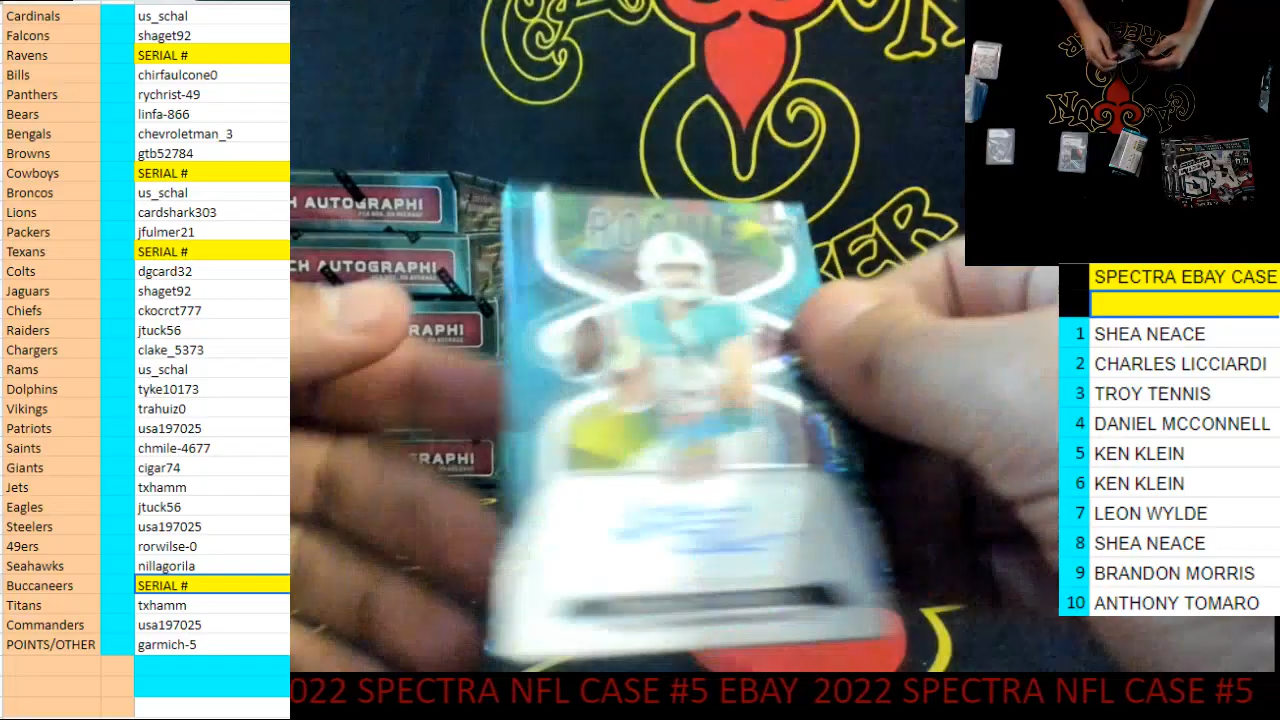 Cardinals us_schal
Falcons shaget92
Ravens SERIAL #
Bills chirfaulcone0
Panthers rychrist-49
Bears linfa-866
Bengals chevroletman_3
Browns gtb52784
Cowboys SERIAL #
Broncos us_schal
Lions cardshark303
Packers jfulmer21
Texans SERIAL #
Colts dgcard32
Jaguars shaget92
Chiefs ckocrct777
Raiders jtuck56
Chargers clake_5373
Rams us_schal
Dolphins tyke10173
Vikings trahuiz0
Patriots usa197025
Saints chmile-4677
Giants cigar74
Jets txhamm
Eagles jtuck56
Steelers usa197025
49ers rorwilse-0
Seahawks nillagorila
Buccaneers SERIAL #
Titans txhamm
Commanders usa197025
POINTS/OTHER garmich-5
H AUTOGRAPH!
CH AUTOGRAPH!
RAPH!
GRAPH!
SPECTRA EBAY CASE
1 SHEA NEACE
2 CHARLES LICCIARDI
3 TROY TENNIS
4 DANIEL MCCONNELL
5 KEN KLEIN
6 KEN KLEIN
7 LEON WYLDE
8 SHEA NEACE
9 BRANDON MORRIS
10 ANTHONY TOMARO
022 SPECTRA NFL CASE #5 EBAY 2022 SPECTRA NFL CASE #5